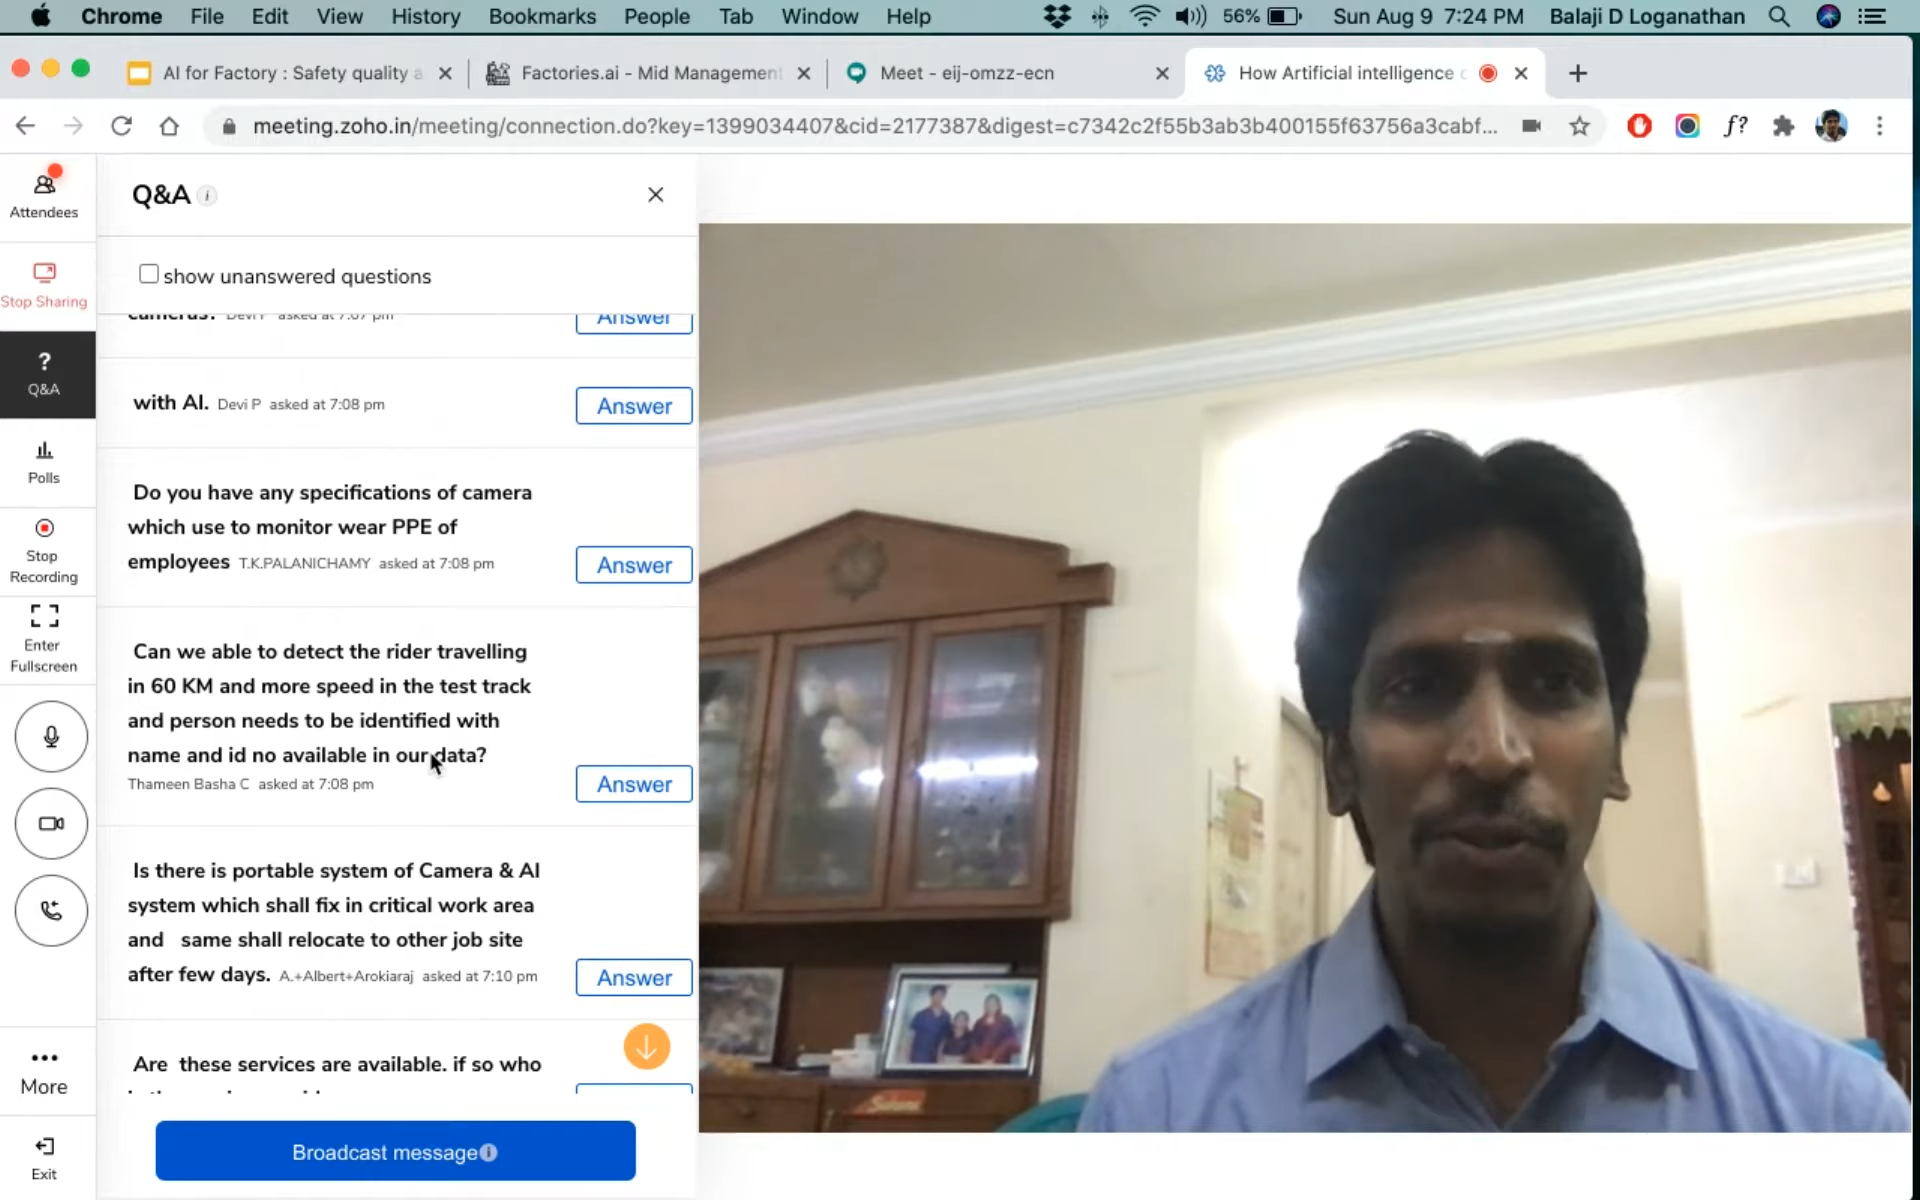 Chrome File Edit View History Bookmarks People Tab Window Help 56% Sun Aug 9 7:24 PM Balaji D Loganathan
AI for Factory : Safety quality a
Factories.ai - Mid Management
Meet - eij-omzz-ecn
How Artificial intelligence c
meeting.zoho.in/meeting/connection.do?key=1399034407&cid=2177387&digest=c7342c2f55b3ab3b400155f63756a3cabf...
f?
Attendees
Stop Sharing
?
Q&A
Polls
Stop
Recording
Enter
Fullscreen
More
Exit
Q&A i
show unanswered questions
cameras? Devi P asked at 7:07 pm
Answer
with AI. Devi P asked at 7:08 pm
Answer
Do you have any specifications of camera
which use to monitor wear PPE of
employees T.K.PALANICHAMY asked at 7:08 pm
Answer
Can we able to detect the rider travelling
in 60 KM and more speed in the test track
and person needs to be identified with
name and id no available in our data?
Thameen Basha C asked at 7:08 pm
Answer
Is there is portable system of Camera & AI
system which shall fix in critical work area
and same shall relocate to other job site
after few days. A.+Albert+Arokiaraj asked at 7:10 pm
Answer
Are these services are available. if so who
Broadcast message i